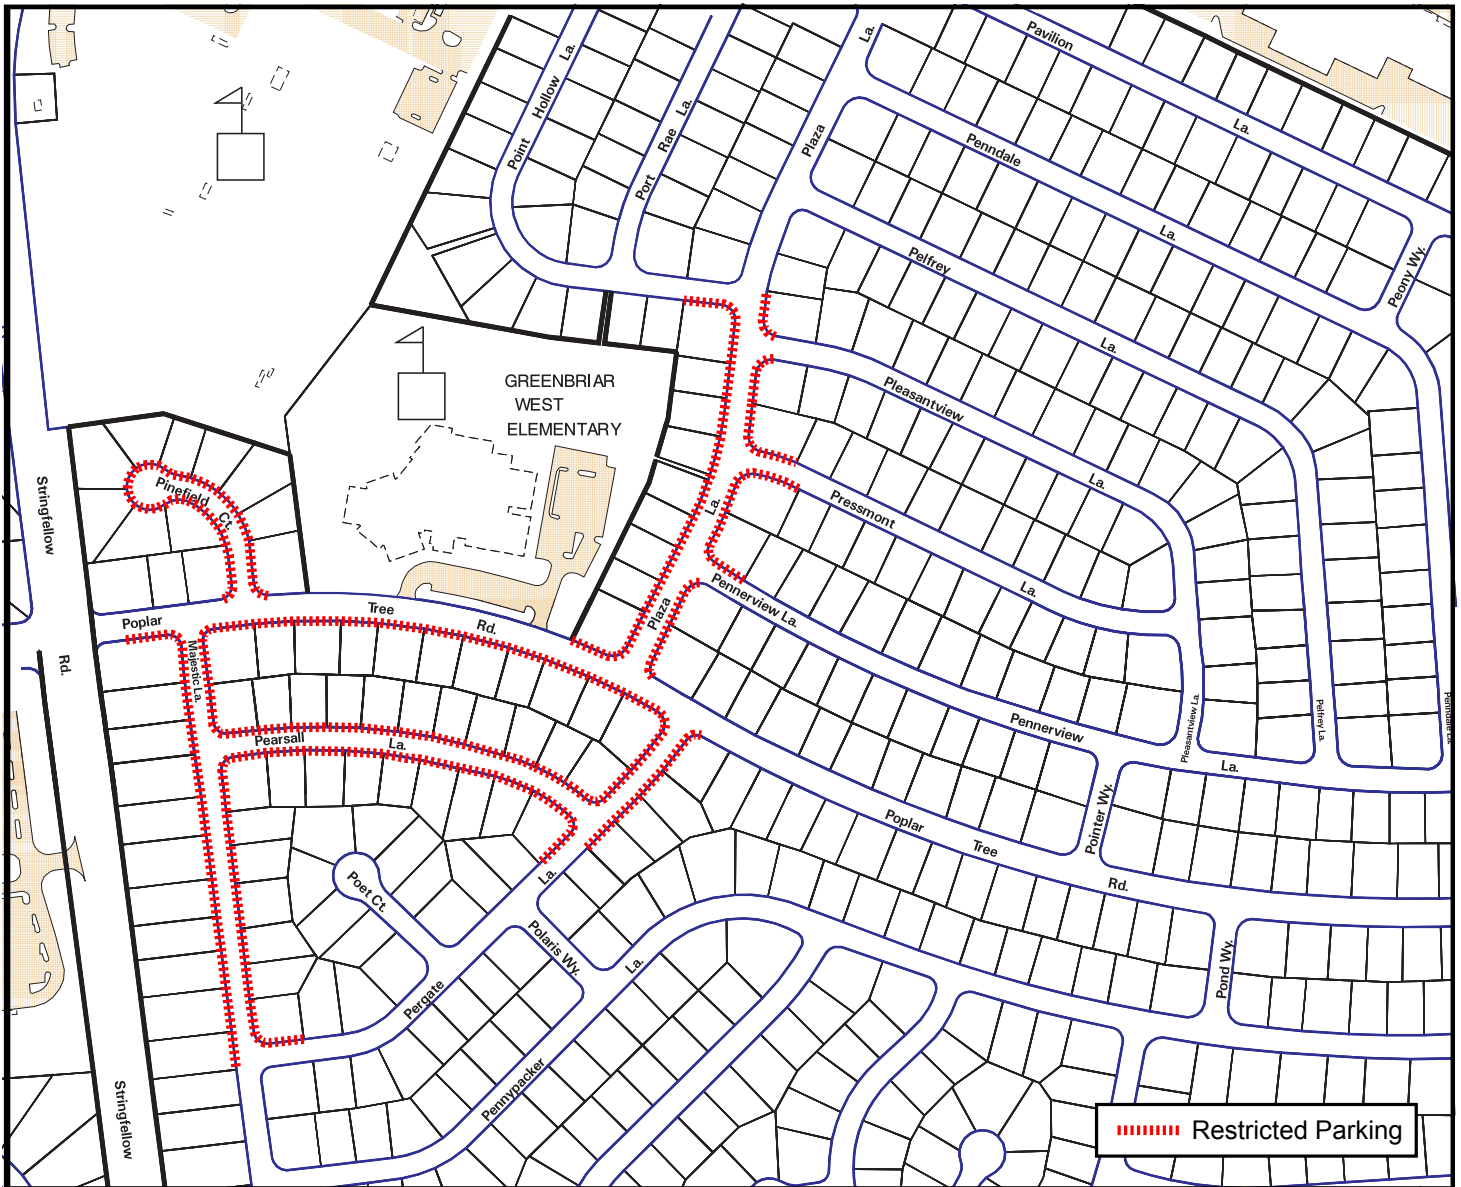 Pavilion
La.
Point
Hollow
La.
Port
Rae
La.
Plaza
La.
Penndale
La.
Peony Wy.
Pelfrey
La.
GREENBRIAR
WEST
ELEMENTARY
Pleasantview
La.
Pressmont
La.
Pinefield
Ct.
Stringfellow
Rd.
La.
Plaza
Pennerview La.
Pennerview
La.
Poplar
Tree
Rd.
Majestic La.
Pearsall
La.
Pleasantview La.
Pelfrey La.
Penndale La.
Pointer Wy.
Poplar
Tree
Rd.
Poet Ct.
La.
Polaris Wy.
La.
Pergate
Pond Wy.
Pennypacker
Stringfellow
Restricted Parking